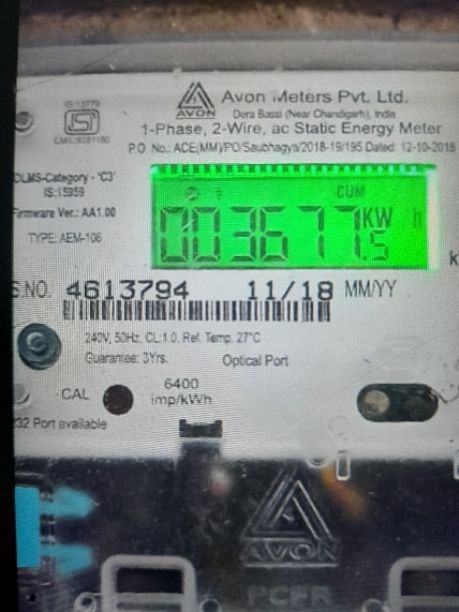 IS:13779
Avon Meters Pvt. Ltd.
AVON
Dera Bassi (Near Chandigarh), India
1-Phase, 2-Wire, ac Static Energy Meter
P.O. No.: ACE(MM)/PO/Saubhagya/2018-19/195 Dated: 12-10-2018
DLMS-Category - 'C3'
IS:15959
Firmware Ver.: AA1.00
TYPE: AEM-106
CUM
003677.5 KW h
S.NO. 4613794 11/18 MM/YY
240V, 50Hz, CL:1.0, Ref. Temp. 27°C
Guarantee: 3Yrs. Optical Port
CAL 6400
imp/kWh
232 Port available
AVON